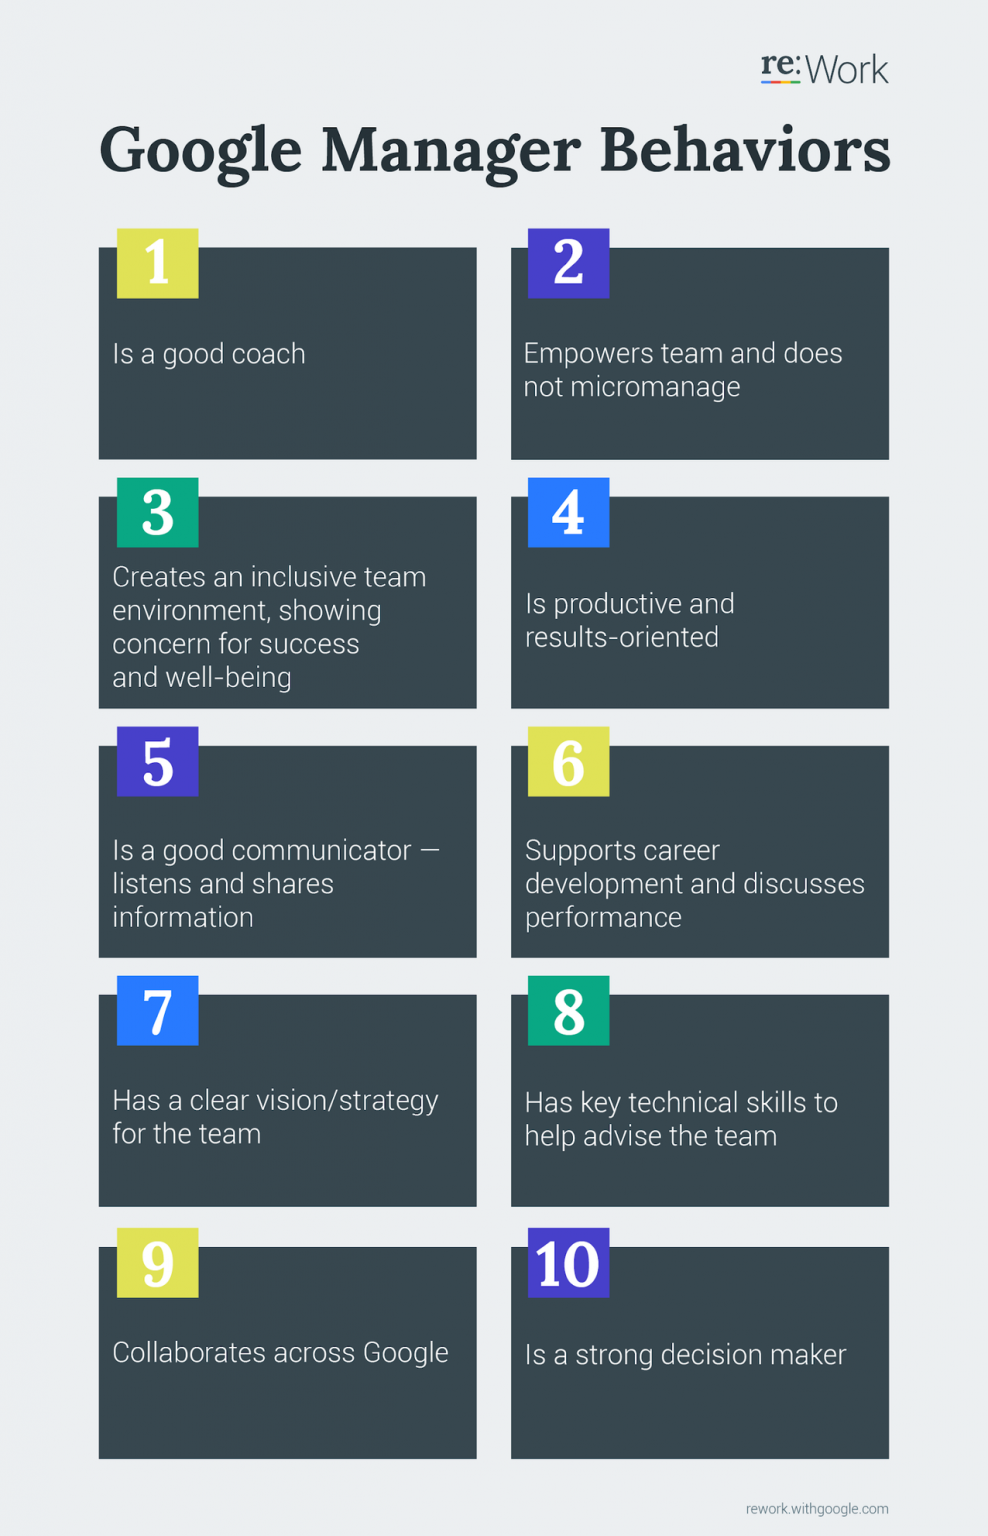 re:Work
Google Manager Behaviors
1
Is a good coach
2
Empowers team and does
not micromanage
3
Creates an inclusive team
environment, showing
concern for success
and well-being
4
Is productive and
results-oriented
5
Is a good communicator —
listens and shares
information
6
Supports career
development and discusses
performance
7
Has a clear vision/strategy
for the team
8
Has key technical skills to
help advise the team
9
Collaborates across Google
10
Is a strong decision maker
rework.withgoogle.com